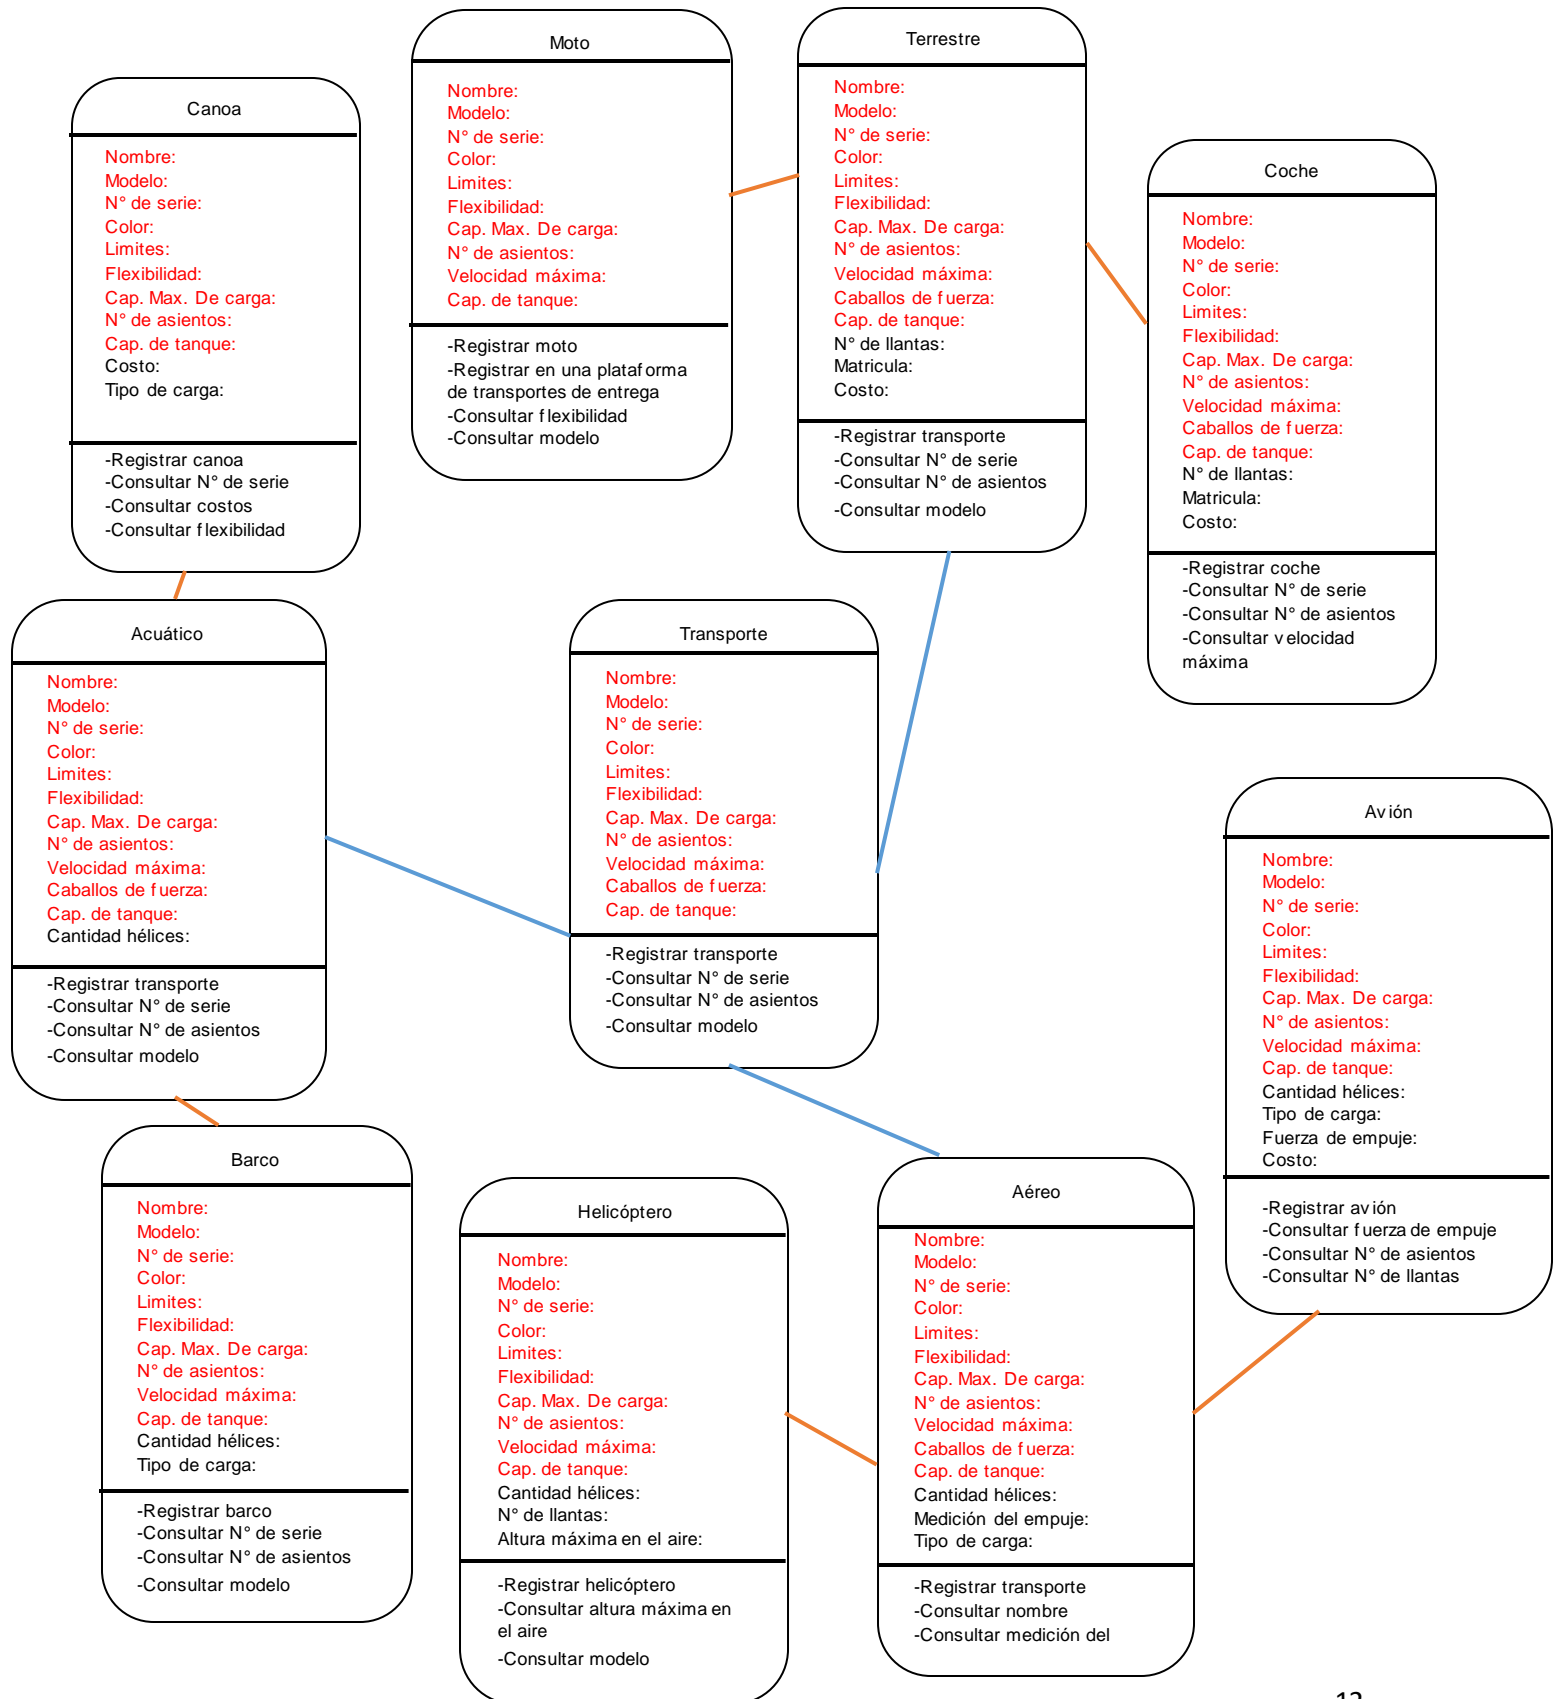 Moto
Nombre:
Modelo:
N° de serie:
Color:
Limites:
Flexibilidad:
Cap. Max. De carga:
N° de asientos:
Velocidad máxima:
Cap. de tanque:
-Registrar moto
-Registrar en una plataforma
de transportes de entrega
-Consultar flexibilidad
-Consultar modelo
Terrestre
Nombre:
Modelo:
N° de serie:
Color:
Limites:
Flexibilidad:
Cap. Max. De carga:
N° de asientos:
Velocidad máxima:
Caballos de fuerza:
Cap. de tanque:
N° de llantas:
Matricula:
Costo:
-Registrar transporte
-Consultar N° de serie
-Consultar N° de asientos
-Consultar modelo
Canoa
Nombre:
Modelo:
N° de serie:
Color:
Limites:
Flexibilidad:
Cap. Max. De carga:
N° de asientos:
Cap. de tanque:
Costo:
Tipo de carga:
-Registrar canoa
-Consultar N° de serie
-Consultar costos
-Consultar flexibilidad
Coche
Nombre:
Modelo:
N° de serie:
Color:
Limites:
Flexibilidad:
Cap. Max. De carga:
N° de asientos:
Velocidad máxima:
Caballos de fuerza:
Cap. de tanque:
N° de llantas:
Matricula:
Costo:
-Registrar coche
-Consultar N° de serie
-Consultar N° de asientos
-Consultar velocidad
máxima
Acuático
Nombre:
Modelo:
N° de serie:
Color:
Limites:
Flexibilidad:
Cap. Max. De carga:
N° de asientos:
Velocidad máxima:
Caballos de fuerza:
Cap. de tanque:
Cantidad hélices:
-Registrar transporte
-Consultar N° de serie
-Consultar N° de asientos
-Consultar modelo
Transporte
Nombre:
Modelo:
N° de serie:
Color:
Limites:
Flexibilidad:
Cap. Max. De carga:
N° de asientos:
Velocidad máxima:
Caballos de fuerza:
Cap. de tanque:
-Registrar transporte
-Consultar N° de serie
-Consultar N° de asientos
-Consultar modelo
Avión
Nombre:
Modelo:
N° de serie:
Color:
Limites:
Flexibilidad:
Cap. Max. De carga:
N° de asientos:
Velocidad máxima:
Cap. de tanque:
Cantidad hélices:
Tipo de carga:
Fuerza de empuje:
Costo:
-Registrar avión
-Consultar fuerza de empuje
-Consultar N° de asientos
-Consultar N° de llantas
Barco
Nombre:
Modelo:
N° de serie:
Color:
Limites:
Flexibilidad:
Cap. Max. De carga:
N° de asientos:
Velocidad máxima:
Cap. de tanque:
Cantidad hélices:
Tipo de carga:
-Registrar barco
-Consultar N° de serie
-Consultar N° de asientos
-Consultar modelo
Helicóptero
Nombre:
Modelo:
N° de serie:
Color:
Limites:
Flexibilidad:
Cap. Max. De carga:
N° de asientos:
Velocidad máxima:
Cap. de tanque:
Cantidad hélices:
N° de llantas:
Altura máxima en el aire:
-Registrar helicóptero
-Consultar altura máxima en
el aire
-Consultar modelo
Aéreo
Nombre:
Modelo:
N° de serie:
Color:
Limites:
Flexibilidad:
Cap. Max. De carga:
N° de asientos:
Velocidad máxima:
Caballos de fuerza:
Cap. de tanque:
Cantidad hélices:
Medición del empuje:
Tipo de carga:
-Registrar transporte
-Consultar nombre
-Consultar medición del